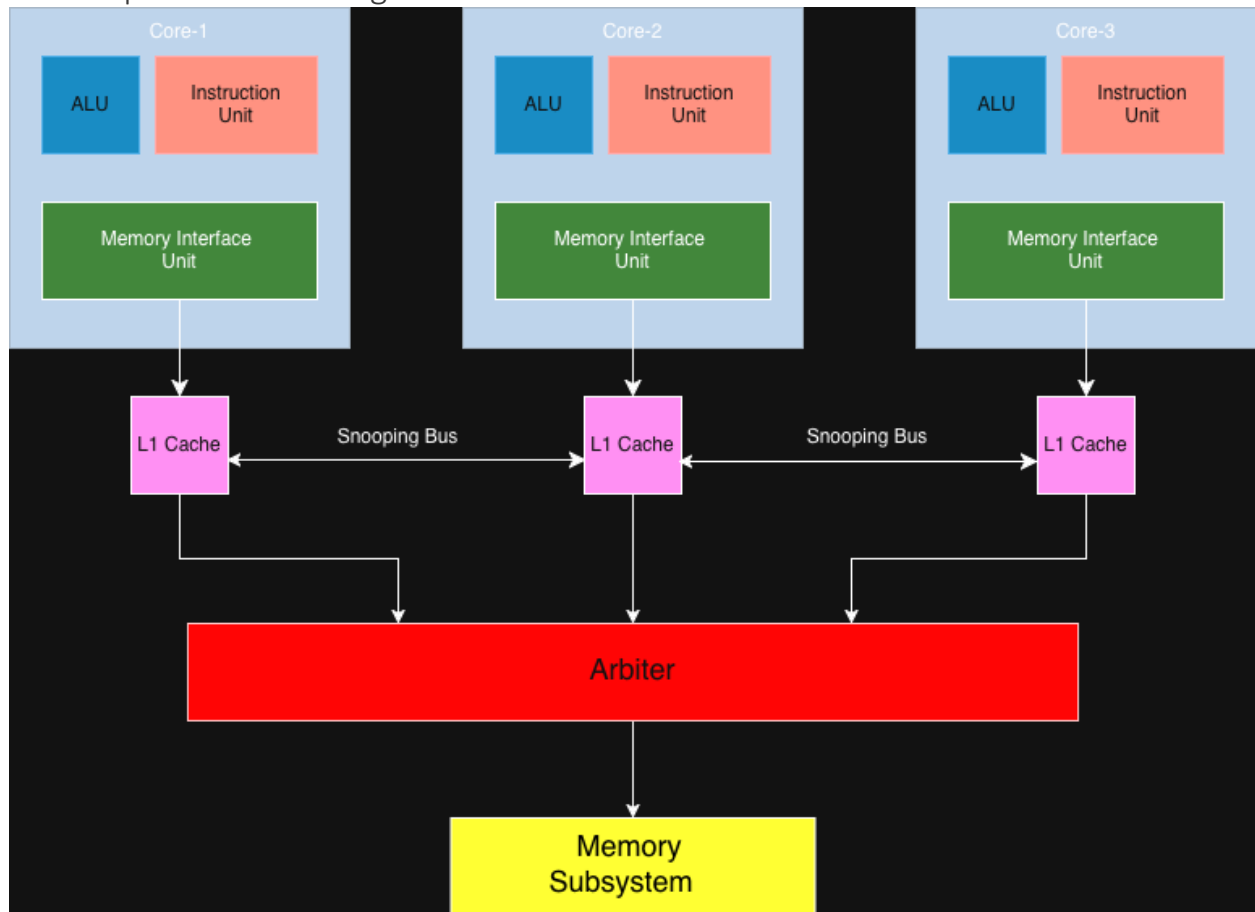 Core-1
Core-2
Core-3
ALU
Instruction
Unit
ALU
Instruction
Unit
ALU
Instruction
Unit
Memory Interface
Unit
Memory Interface
Unit
Memory Interface
Unit
L1 Cache
Snooping Bus
L1 Cache
Snooping Bus
L1 Cache
Arbiter
Memory
Subsystem